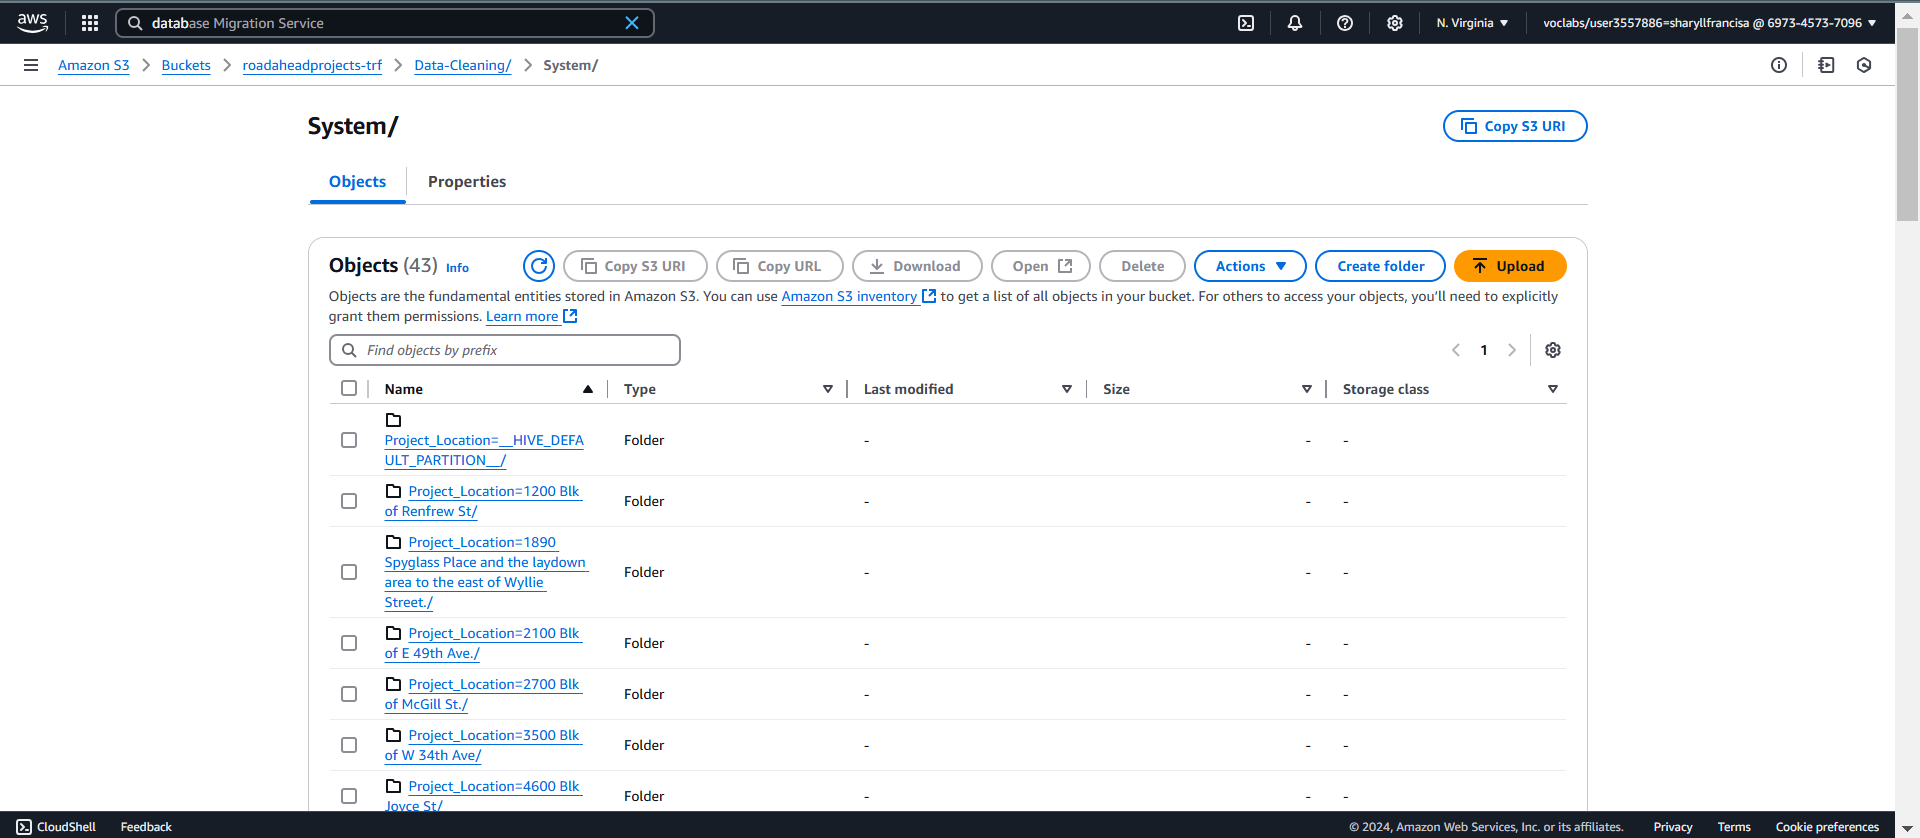 aws
database Migration Service
N. Virginia
voclabs/user3557886=sharyllfrancisa @ 6973-4573-7096
Amazon S3
Buckets
roadaheadprojects-trf
Data-Cleaning/
System/
System/
Copy S3 URI
Objects
Properties
Objects (43)
Info
Copy S3 URI
Copy URL
Download
Open
Delete
Actions
Create folder
Upload
Objects are the fundamental entities stored in Amazon S3. You can use Amazon S3 inventory to get a list of all objects in your bucket. For others to access your objects, you'll need to explicitly
grant them permissions. Learn more
Find objects by prefix
1
Name
Type
Last modified
Size
Storage class
Project_Location=__HIVE_DEFA
ULT_PARTITION__/
Folder
-
-
-
Project_Location=1200 Blk
of Renfrew St/
Folder
-
-
-
Project_Location=1890
Spyglass Place and the laydown
area to the east of Wyllie
Street./
Folder
-
-
-
Project_Location=2100 Blk
of E 49th Ave./
Folder
-
-
-
Project_Location=2700 Blk
of McGill St./
Folder
-
-
-
Project_Location=3500 Blk
of W 34th Ave/
Folder
-
-
-
Project_Location=4600 Blk
Joyce St/
Folder
-
-
-
CloudShell
Feedback
© 2024, Amazon Web Services, Inc. or its affiliates.
Privacy
Terms
Cookie preferences